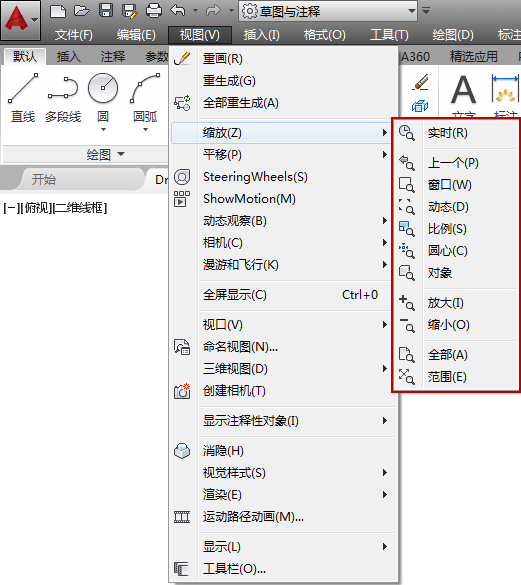 草图与注释
文件(F) 编辑(E) 视图(V) 插入(I) 格式(O) 工具(T) 绘图(D) 标注
默认 插入 注释 参数 A360 精选应用
直线 多段线 圆 圆弧 文字 标注
绘图
开始 Dr
[−][俯视][二维线框]
重画(R)
重生成(G)
全部重生成(A)
缩放(Z)
平移(P)
SteeringWheels(S)
ShowMotion(M)
动态观察(B)
相机(C)
漫游和飞行(K)
全屏显示(C) Ctrl+0
视口(V)
命名视图(N)...
三维视图(D)
创建相机(T)
显示注释性对象(I)
消隐(H)
视觉样式(S)
渲染(E)
运动路径动画(M)...
显示(L)
工具栏(O)...
实时(R)
上一个(P)
窗口(W)
动态(D)
比例(S)
圆心(C)
对象
放大(I)
缩小(O)
全部(A)
范围(E)